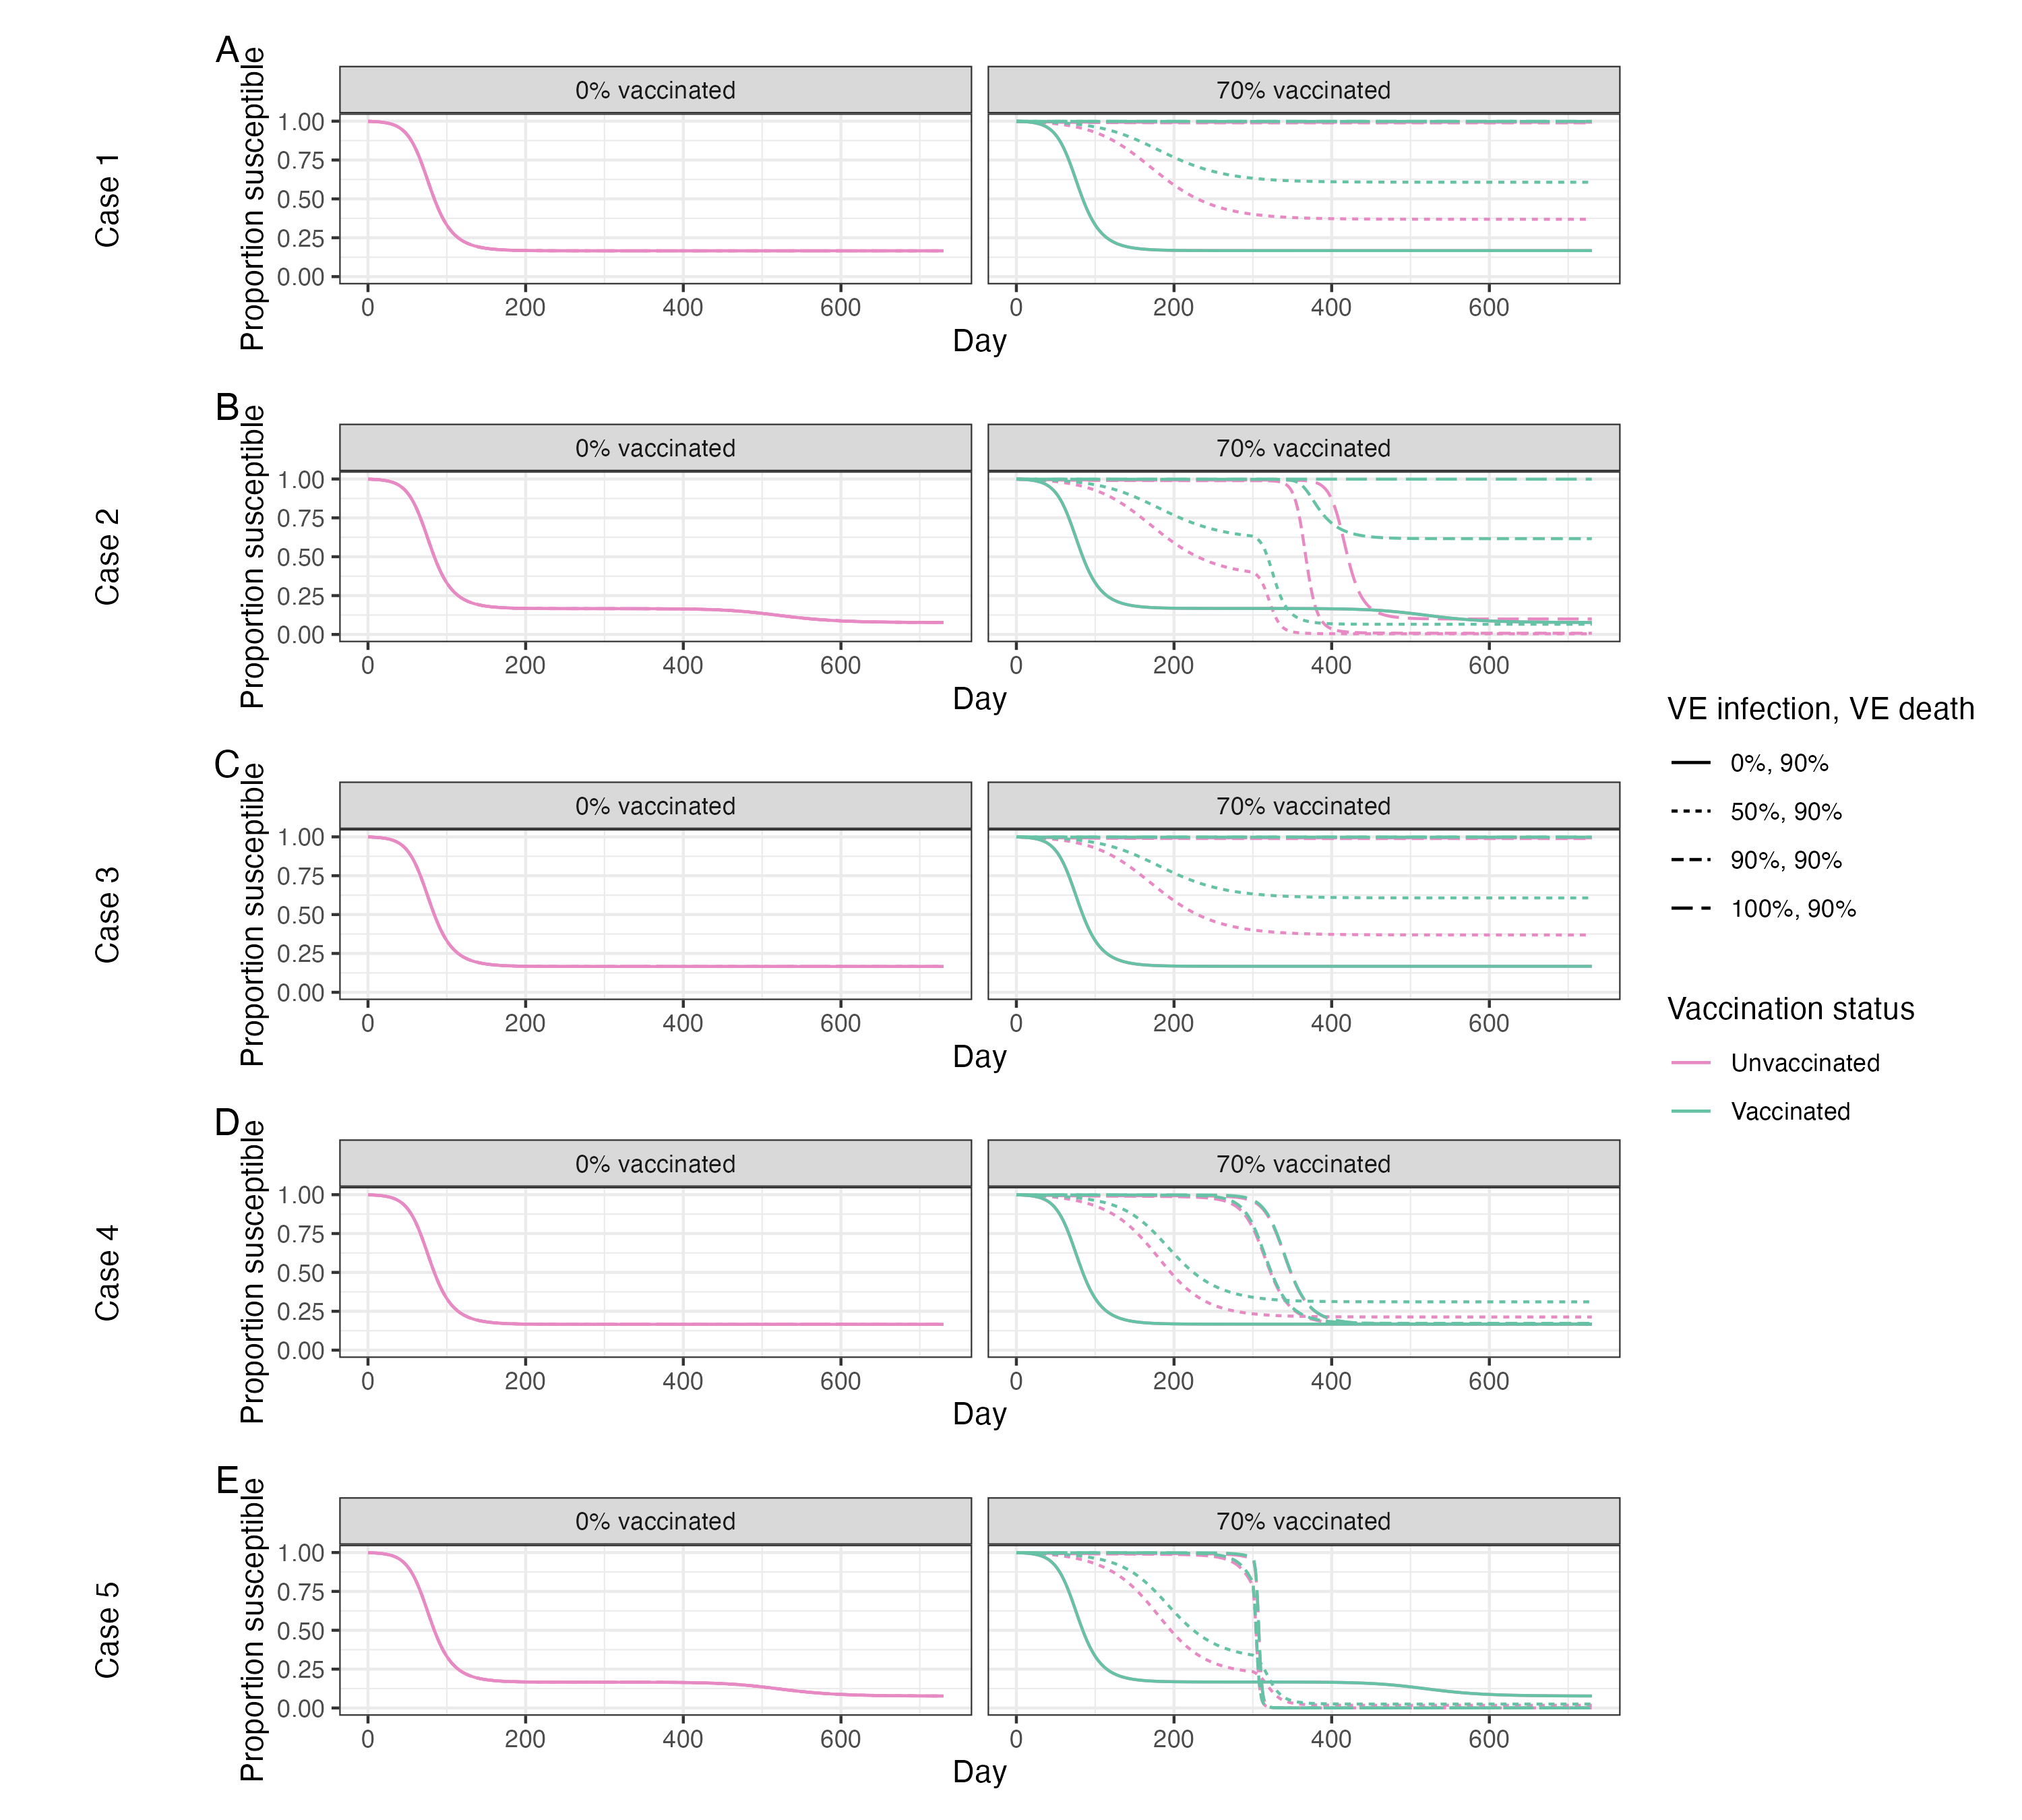 A
Case 1
Proportion susceptible
0% vaccinated
70% vaccinated
1.00
0.75
0.50
0.25
0.00
0 200 400 600
0 200 400 600
Day
B
Case 2
Proportion susceptible
0% vaccinated
70% vaccinated
1.00
0.75
0.50
0.25
0.00
0 200 400 600
0 200 400 600
Day
C
Case 3
Proportion susceptible
0% vaccinated
70% vaccinated
1.00
0.75
0.50
0.25
0.00
0 200 400 600
0 200 400 600
Day
D
Case 4
Proportion susceptible
0% vaccinated
70% vaccinated
1.00
0.75
0.50
0.25
0.00
0 200 400 600
0 200 400 600
Day
E
Case 5
Proportion susceptible
0% vaccinated
70% vaccinated
1.00
0.75
0.50
0.25
0.00
0 200 400 600
0 200 400 600
Day
VE infection, VE death
0%, 90%
50%, 90%
90%, 90%
100%, 90%
Vaccination status
Unvaccinated
Vaccinated